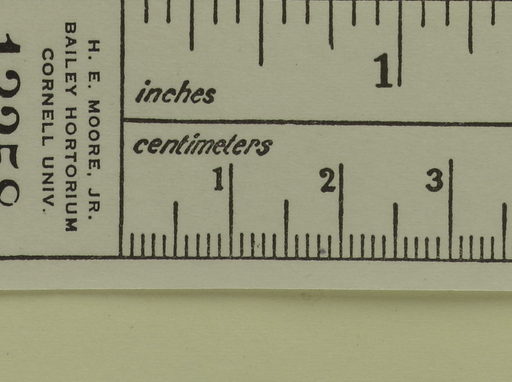 H. E. MOORE, JR.
BAILEY HORTORIUM
CORNELL UNIV.
inches
1
centimeters
1 2 3